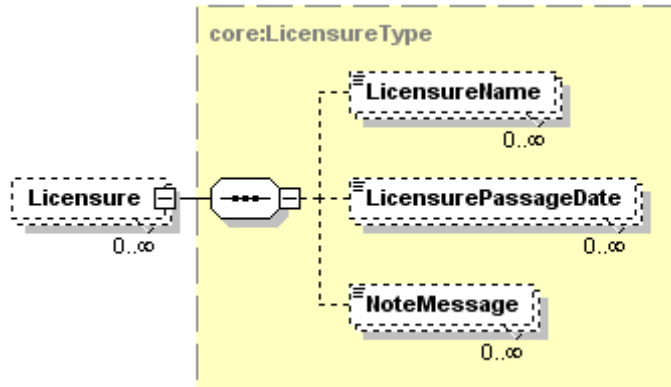 core:LicensureType
LicensureName
0..∞
Licensure
0..∞
LicensurePassageDate
0..∞
NoteMessage
0..∞